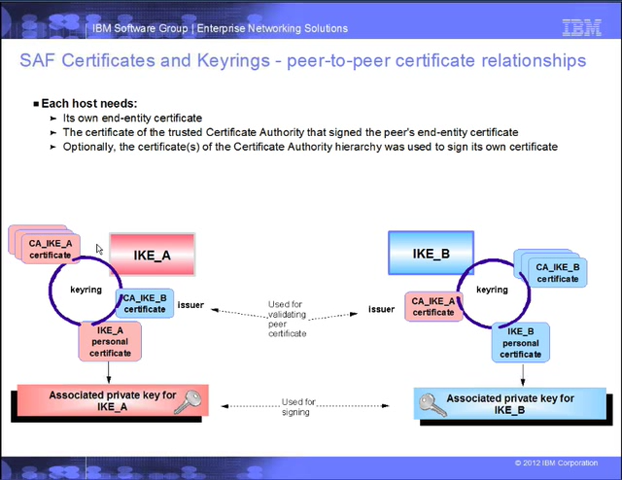 IBM Software Group | Enterprise Networking Solutions
IBM
SAF Certificates and Keyrings - peer-to-peer certificate relationships
Each host needs:
Its own end-entity certificate
The certificate of the trusted Certificate Authority that signed the peer's end-entity certificate
Optionally, the certificate(s) of the Certificate Authority hierarchy was used to sign its own certificate
CA_IKE_A
certificate
IKE_A
keyring
CA_IKE_B
certificate
issuer
IKE_A
personal
certificate
Used for
validating
peer
certificate
IKE_B
CA_IKE_B
certificate
keyring
issuer
CA_IKE_A
certificate
IKE_B
personal
certificate
Associated private key for
IKE_A
Used for
signing
Associated private key for
IKE_B
© 2012 IBM Corporation